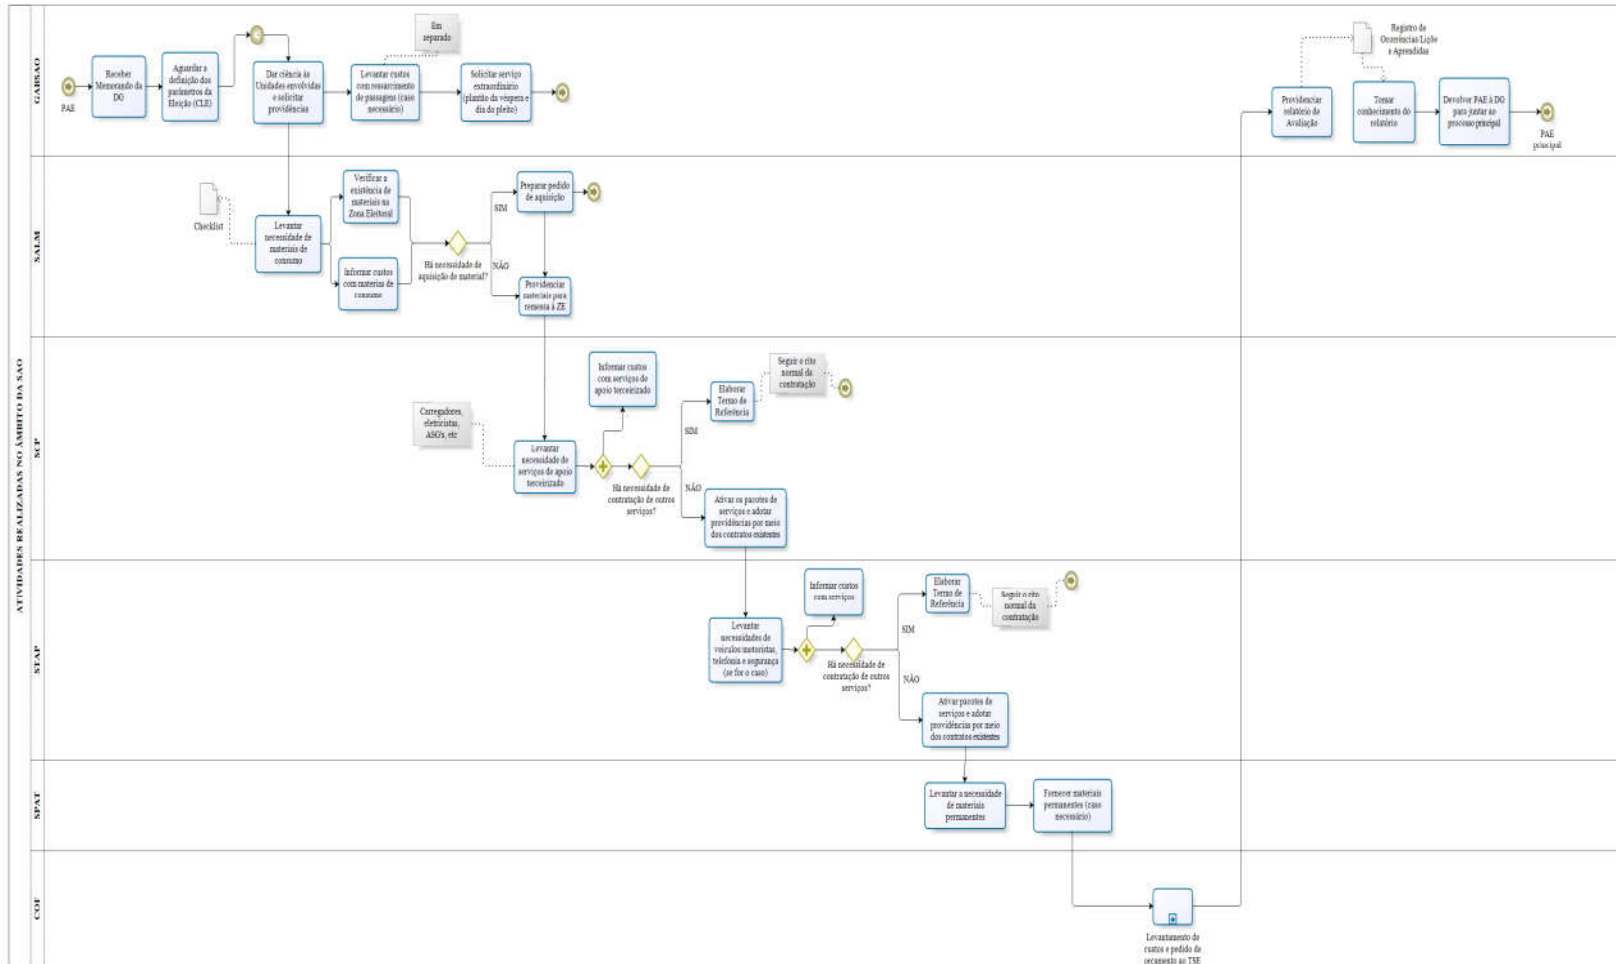 ATIVIDADES REALIZADAS NO ÂMBITO DA SAO
GABSAO
PAE
Receber
Memorando da
DG
Aguardar a
definição dos
parâmetros da
Eleição (CLE)
Dar ciência às
Unidades envolvidas
e solicitar
providências
Em
separado
Levantar custos
com ressarcimento
de passagens (caso
necessário)
Solicitar serviço
extraordinário
(plantão da véspera e
dia do pleito)
Providenciar
relatório de
Avaliação
Registro de
Ocorrências Liçõe
s Aprendidas
Tomar
conhecimento do
relatório
Devolver PAE à DG
para juntar ao
processo principal
PAE
principal
SALM
Checklist
Levantar
necessidade de
materiais de
consumo
Verificar a
existência de
materiais na
Zona Eleitoral
Informar custos
com materias de
consumo
Há necessidade de
aquisição de material?
SIM
NÃO
Preparar pedido
de aquisição
Providenciar
materiais para
remessa à ZE
SCP
Carregadores,
eletricistas,
ASG's, etc
Levantar
necessidade de
serviços de apoio
terceirizado
Informar custos
com serviços de
apoio terceirizado
Há necessidade de
contratação de outros
serviços?
SIM
NÃO
Elaborar
Termo de
Referência
Seguir o rito
normal da
contratação
Ativar os pacotes de
serviços e adotar
providências por meio
dos contratos existentes
STAP
Levantar
necessidades de
veículos/motoristas,
telefonia e segurança
(se for o caso)
Informar custos
com serviços
Há necessidade de
contratação de outros
serviços?
SIM
NÃO
Elaborar
Termo de
Referência
Seguir o rito
normal da
contratação
Ativar pacotes de
serviços e adotar
providências por meio
dos contratos existentes
SPAT
Levantar a necessidade
de materiais
permanentes
Fornecer materiais
permanentes (caso
necessário)
COF
Levantamento de
custos e pedido de
orçamento ao TSE